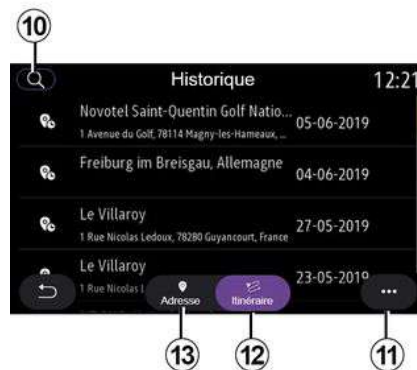 10
Historique 12:21
Novotel Saint-Quentin Golf Natio... 05-06-2019
1 Avenue du Golf, 78114 Magny-les-Hameaux, ...
Freiburg im Breisgau, Allemagne 04-06-2019
Le Villaroy 27-05-2019
1 Rue Nicolas Ledoux, 78280 Guyancourt, France
Le Villaroy 23-05-2019
1 Rue Nicolas
Adresse Itinéraire ...
13 12 11